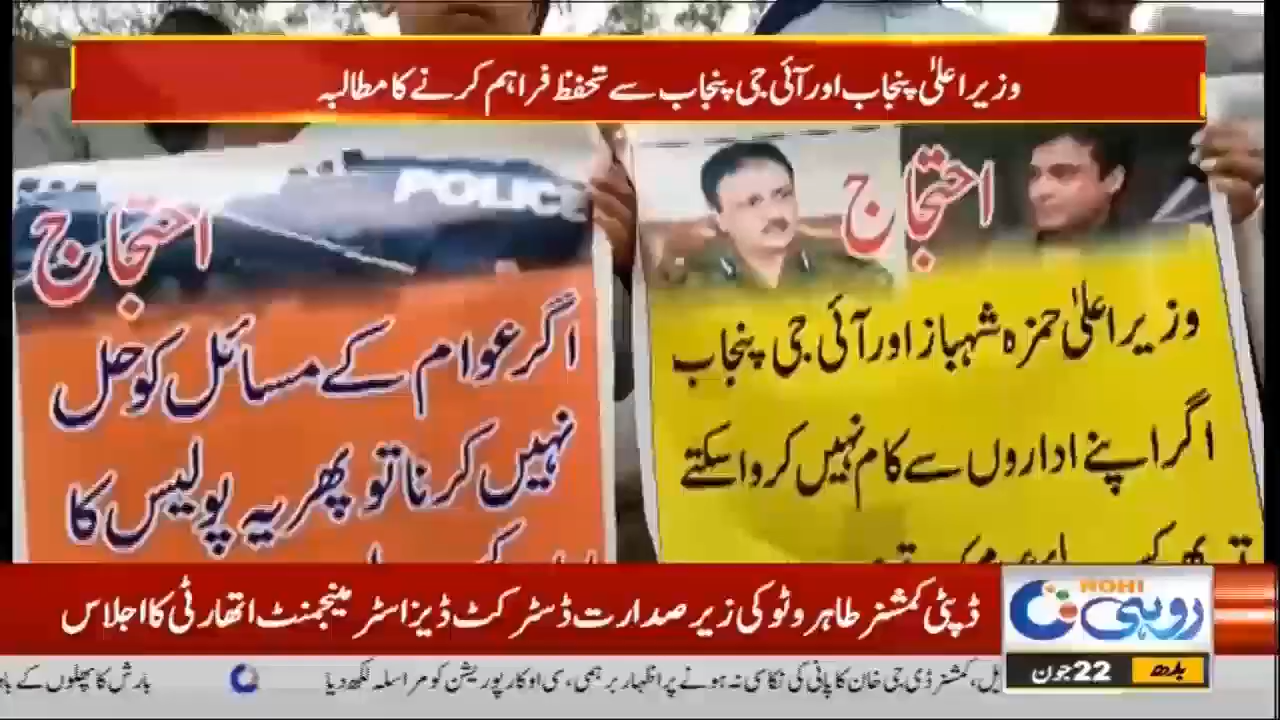 وزیراعلیٰ پنجاب اور آئی جی پنجاب سے تحفظ فراہم کرنے کا مطالبہ
احتجاج
وزیراعلیٰ حمزہ شہباز اور آئی جی پنجاب
اگر اپنے اداروں سے کام نہیں کرواسکتے
POLICE
احتجاج
اگر عوام کے مسائل کو حل
نہیں کرنا تو پھر یہ پولیس کا
ROHI
روہی
ڈپٹی کمشنر طاہر وٹو کی زیر صدارت ڈسٹرکٹ ڈیزاسٹر مینجمنٹ اتھارٹی کا اجلاس
بدھ 22 جون
کمشنر ڈی جی خان کا پانی کی نکاسی نہ ہونے پر اظہار برہمی، سی او کارپوریشن کو مراسلہ لکھ دیا
بارش کا پھلوں کے